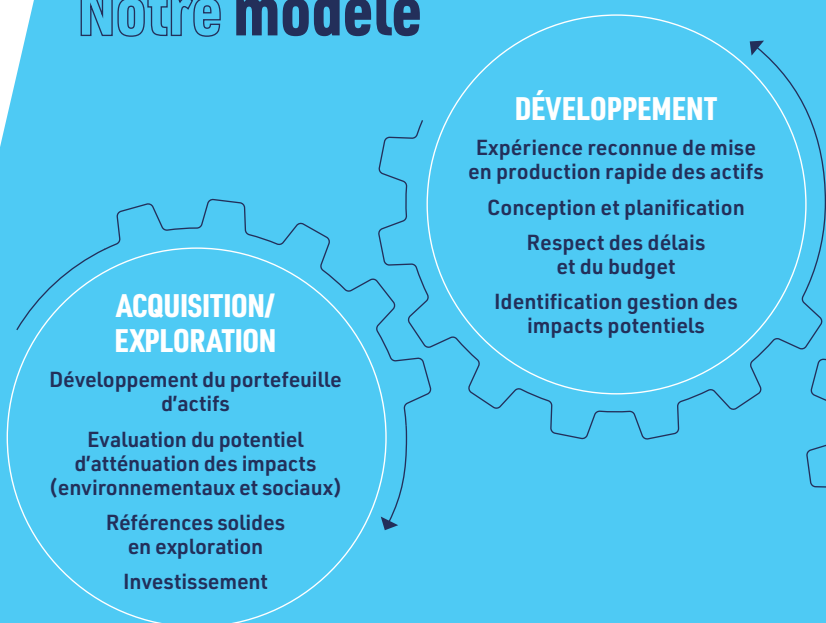 Notre modèle
ACQUISITION/
EXPLORATION
Développement du portefeuille
d'actifs
Evaluation du potentiel
d'atténuation des impacts
(environnementaux et sociaux)
Références solides
en exploration
Investissement
DÉVELOPPEMENT
Expérience reconnue de mise
en production rapide des actifs
Conception et planification
Respect des délais
et du budget
Identification gestion des
impacts potentiels